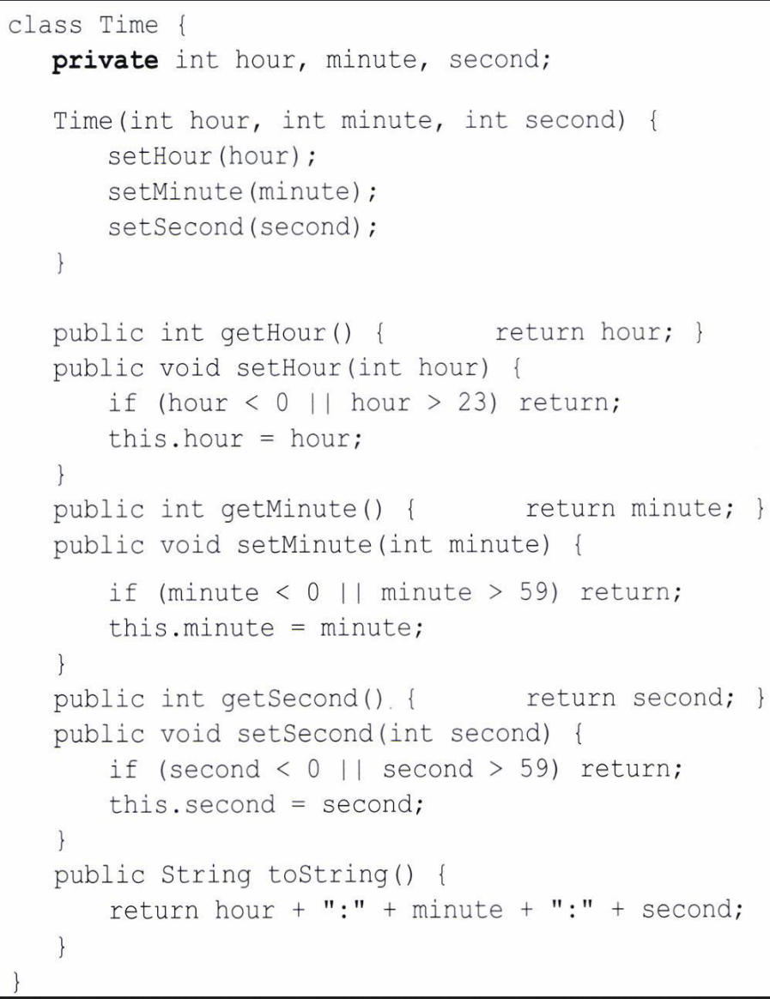 class Time {
private int hour, minute, second;
Time(int hour, int minute, int second) {
setHour(hour);
setMinute(minute);
setSecond(second);
}
public int getHour() { return hour; }
public void setHour(int hour) {
if (hour < 0 || hour > 23) return;
this.hour = hour;
}
public int getMinute() { return minute; }
public void setMinute(int minute) {
if (minute < 0 || minute > 59) return;
this.minute = minute;
}
public int getSecond() { return second; }
public void setSecond(int second) {
if (second < 0 || second > 59) return;
this.second = second;
}
public String toString() {
return hour + ":" + minute + ":" + second;
}
}